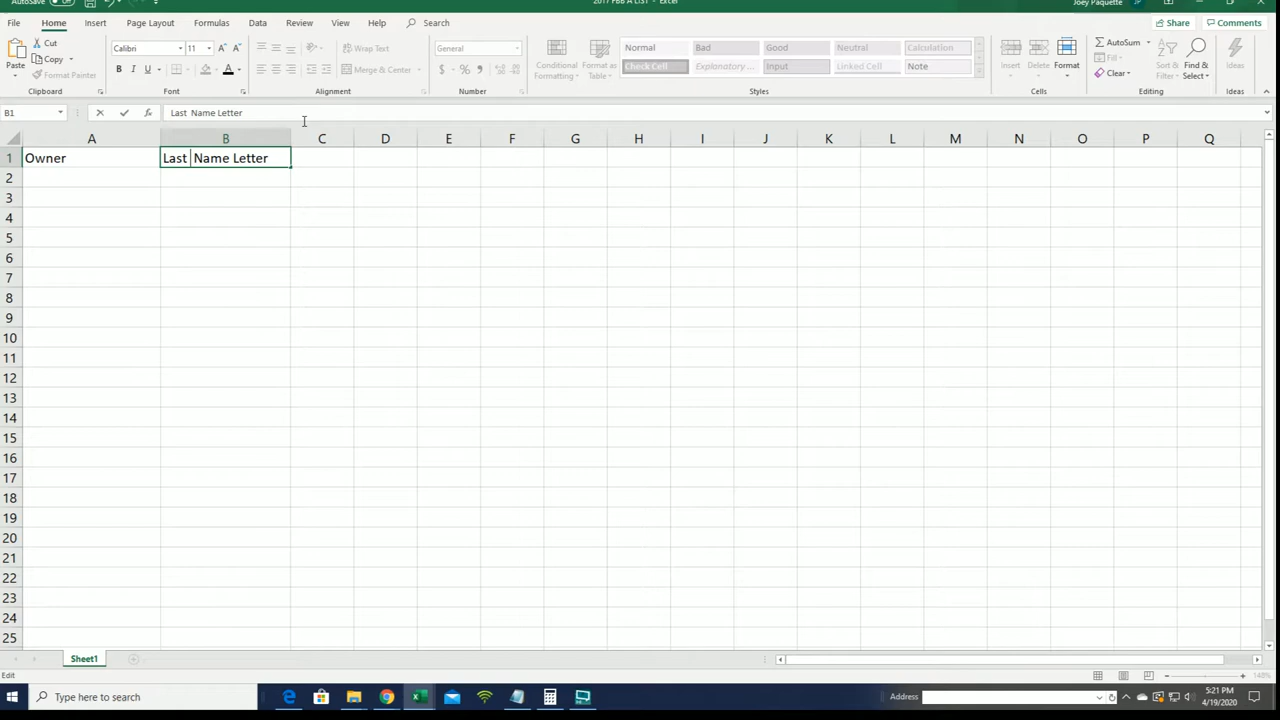 AutoSave Off
2017 FBB A LIST - Excel
Joey Paquette
JP
File Home Insert Page Layout Formulas Data Review View Help Search
Share Comments
Paste
Cut
Copy
Format Painter
Clipboard
Calibri 11
B I U A
Font
Wrap Text
Merge & Center
Alignment
General
$ % ,
Number
Conditional Formatting
Format as Table
Normal Bad Good Neutral Calculation
Check Cell Explanatory ... Input Linked Cell Note
Styles
Insert Delete Format
Cells
AutoSum
Clear
Sort & Filter
Find & Select
Editing
Ideas
Ideas
B1
fx
Last  Name Letter
A B C D E F G H I J K L M N O P Q
1 Owner Last  Name Letter
2
3
4
5
6
7
8
9
10
11
12
13
14
15
16
17
18
19
20
21
22
23
24
25
Sheet1
Edit
148%
Type here to search
Address
5:21 PM
4/19/2020